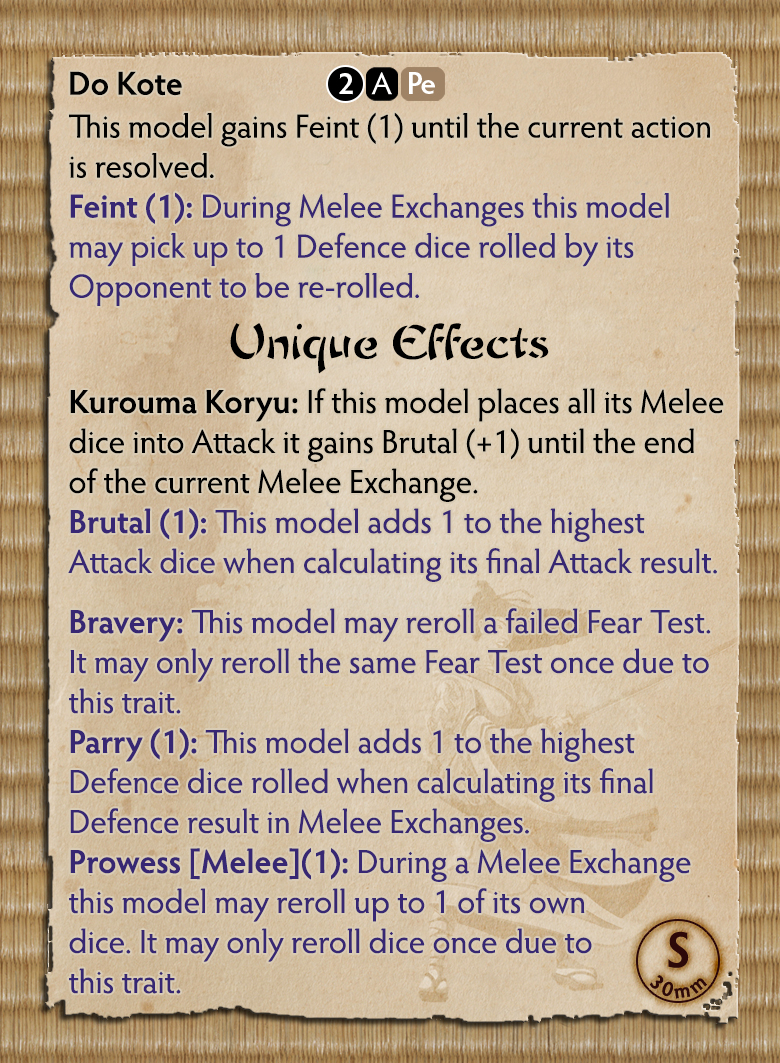 Do Kote 2 A Pe
This model gains Feint (1) until the current action
is resolved.
Feint (1): During Melee Exchanges this model
may pick up to 1 Defence dice rolled by its
Opponent to be re-rolled.
Unique Effects
Kurouma Koryu: If this model places all its Melee
dice into Attack it gains Brutal (+1) until the end
of the current Melee Exchange.
Brutal (1): This model adds 1 to the highest
Attack dice when calculating its final Attack result.
Bravery: This model may reroll a failed Fear Test.
It may only reroll the same Fear Test once due to
this trait.
Parry (1): This model adds 1 to the highest
Defence dice rolled when calculating its final
Defence result in Melee Exchanges.
Prowess [Melee](1): During a Melee Exchange
this model may reroll up to 1 of its own
dice. It may only reroll dice once due to
this trait.
S
30mm